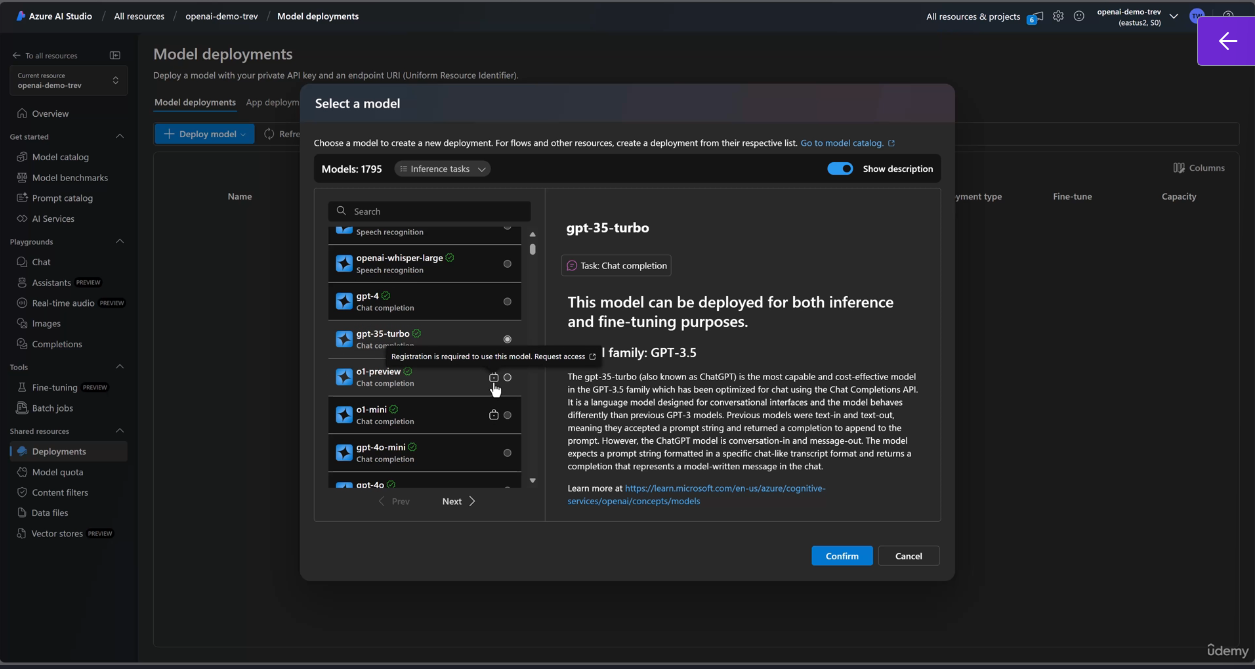 Azure AI Studio / All resources / openai-demo-trev / Model deployments
All resources & projects 6 openai-demo-trev (eastus2, S0)
To all resources
Current resource
openai-demo-trev
Overview
Get started
Model catalog
Model benchmarks
Prompt catalog
AI Services
Playgrounds
Chat
Assistants PREVIEW
Real-time audio PREVIEW
Images
Completions
Tools
Fine-tuning PREVIEW
Batch jobs
Shared resources
Deployments
Model quota
Content filters
Data files
Vector stores PREVIEW
Model deployments
Deploy a model with your private API key and an endpoint URI (Uniform Resource Identifier).
Model deployments App deploym
Deploy model Refre
Columns
Name yment type Fine-tune Capacity
Select a model
Choose a model to create a new deployment. For flows and other resources, create a deployment from their respective list. Go to model catalog.
Models: 1795 Inference tasks Show description
Search
Speech recognition
openai-whisper-large
Speech recognition
gpt-4
Chat completion
gpt-35-turbo
Chat com
Registration is required to use this model. Request access
o1-preview
Chat completion
o1-mini
Chat completion
gpt-4o-mini
Chat completion
gpt-4o
Prev Next
gpt-35-turbo
Task: Chat completion
This model can be deployed for both inference
and fine-tuning purposes.
l family: GPT-3.5
The gpt-35-turbo (also known as ChatGPT) is the most capable and cost-effective model
in the GPT-3.5 family which has been optimized for chat using the Chat Completions API.
It is a language model designed for conversational interfaces and the model behaves
differently than previous GPT-3 models. Previous models were text-in and text-out,
meaning they accepted a prompt string and returned a completion to append to the
prompt. However, the ChatGPT model is conversation-in and message-out. The model
expects a prompt string formatted in a specific chat-like transcript format and returns a
completion that represents a model-written message in the chat.
Learn more at https://learn.microsoft.com/en-us/azure/cognitive-
services/openai/concepts/models
Confirm Cancel
ûdemy